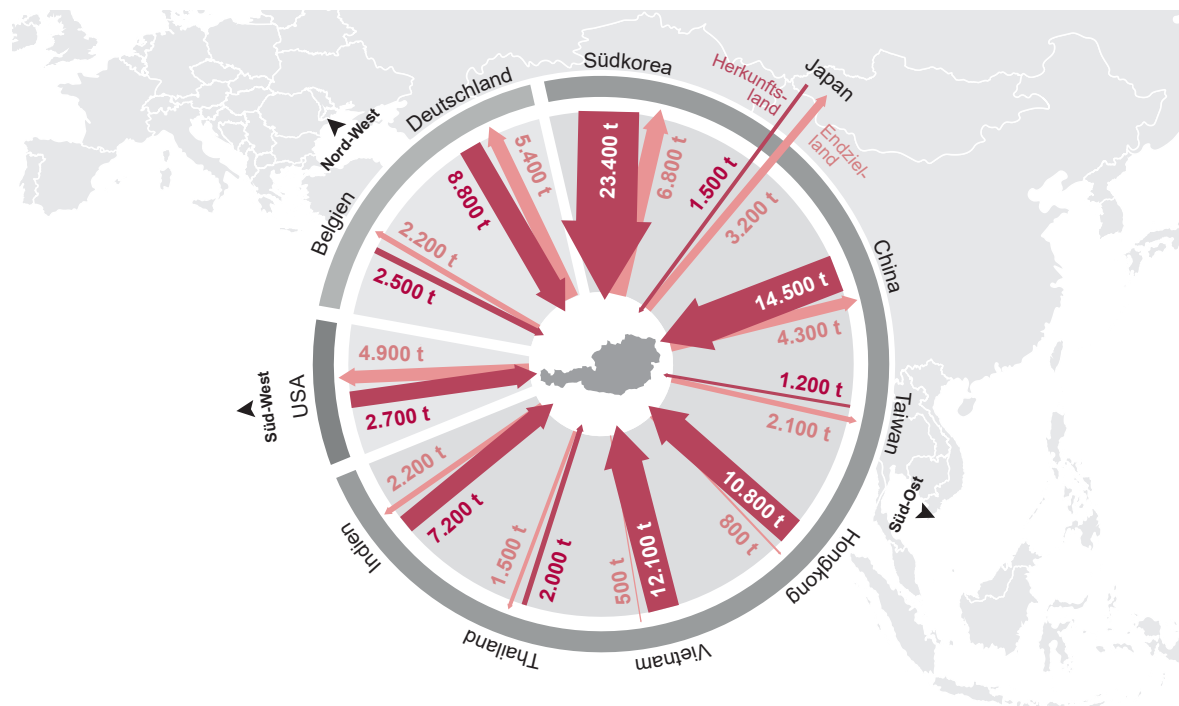 Südkorea
23.400 t
6.800 t
Herkunfts-
land
Japan
Endziel-
land
1.500 t
3.200 t
China
14.500 t
4.300 t
Taiwan
1.200 t
2.100 t
Süd-Ost
Hongkong
10.800 t
800 t
Vietnam
12.100 t
500 t
Thailand
2.000 t
1.500 t
Indien
7.200 t
2.200 t
Süd-West
USA
4.900 t
2.700 t
Belgien
2.200 t
2.500 t
Nord-West
Deutschland
8.800 t
5.400 t